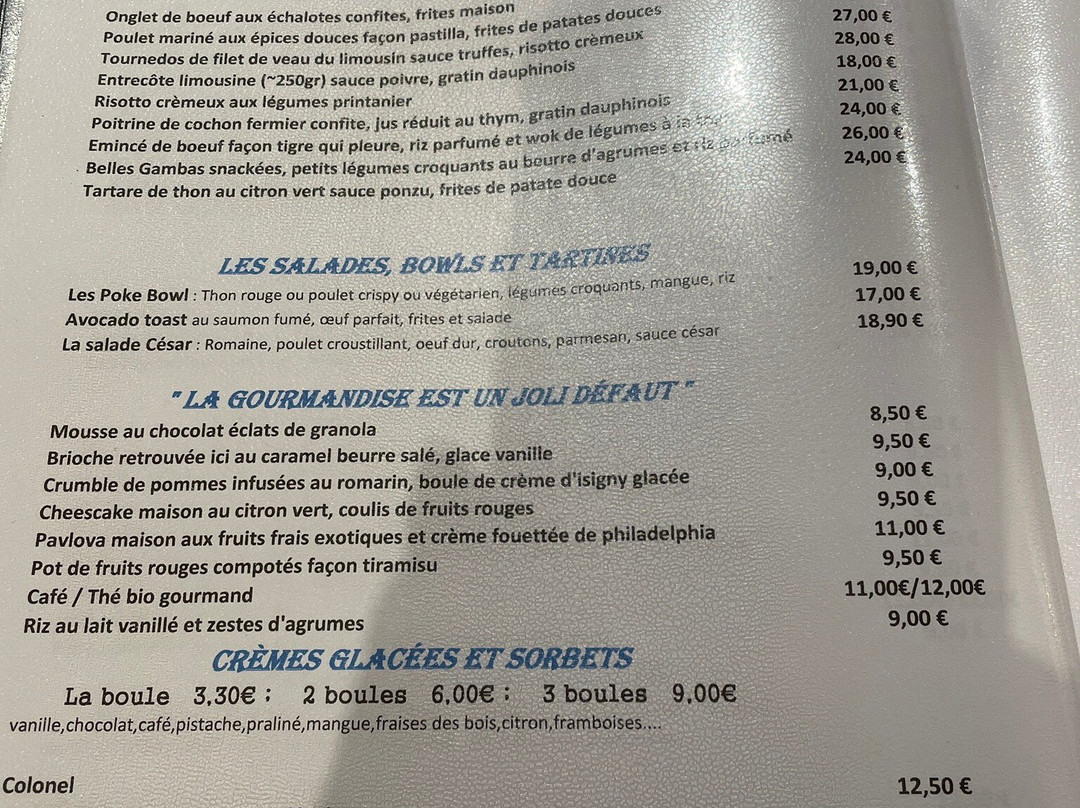 Onglet de boeuf aux échalotes confites, frites maison
Poulet mariné aux épices douces façon pastilla, frites de patates douces 27,00 €
Tournedos de filet de veau du limousin sauce truffes, risotto crèmeux 28,00 €
Entrecôte limousine (~250gr) sauce poivre, gratin dauphinois 18,00 €
Risotto crèmeux aux légumes printanier 21,00 €
Poitrine de cochon fermier confite, jus réduit au thym, gratin dauphinois 24,00 €
Emincé de boeuf façon tigre qui pleure, riz parfumé et wok de légumes à la 26,00 €
Belles Gambas snackées, petits légumes croquants au beurre d'agrumes et riz parfumé 24,00 €
Tartare de thon au citron vert sauce ponzu, frites de patate douce
LES SALADES, BOWLS ET TARTINES
Les Poke Bowl : Thon rouge ou poulet crispy ou végétarien, légumes croquants, mangue, riz 19,00 €
Avocado toast au saumon fumé, œuf parfait, frites et salade 17,00 €
La salade César : Romaine, poulet croustillant, oeuf dur, croutons, parmesan, sauce césar 18,90 €
"LA GOURMANDISE EST UN JOLI DÉFAUT"
Mousse au chocolat éclats de granola 8,50 €
Brioche retrouvée ici au caramel beurre salé, glace vanille 9,50 €
Crumble de pommes infusées au romarin, boule de crème d'isigny glacée 9,00 €
Cheescake maison au citron vert, coulis de fruits rouges 9,50 €
Pavlova maison aux fruits frais exotiques et crème fouettée de philadelphia 11,00 €
Pot de fruits rouges compotés façon tiramisu 9,50 €
Café / Thé bio gourmand 11,00€/12,00€
Riz au lait vanillé et zestes d'agrumes 9,00 €
CRÈMES GLACÉES ET SORBETS
La boule 3,30€ : 2 boules 6,00€ : 3 boules 9,00€
vanille,chocolat,café,pistache,praliné,mangue,fraises des bois,citron,framboises....
Colonel 12,50 €